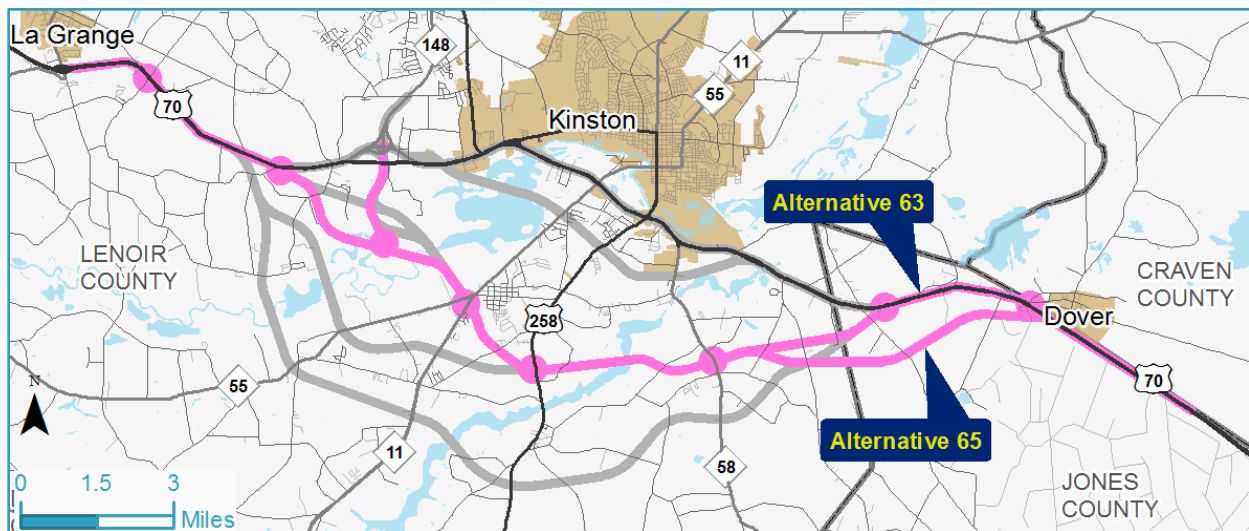 La Grange
148
11
70
55
Kinston
Alternative 63
LENOIR
COUNTY
CRAVEN
COUNTY
258
Dover
N
55
70
Alternative 65
11
58
0 1.5 3
Miles
JONES
COUNTY